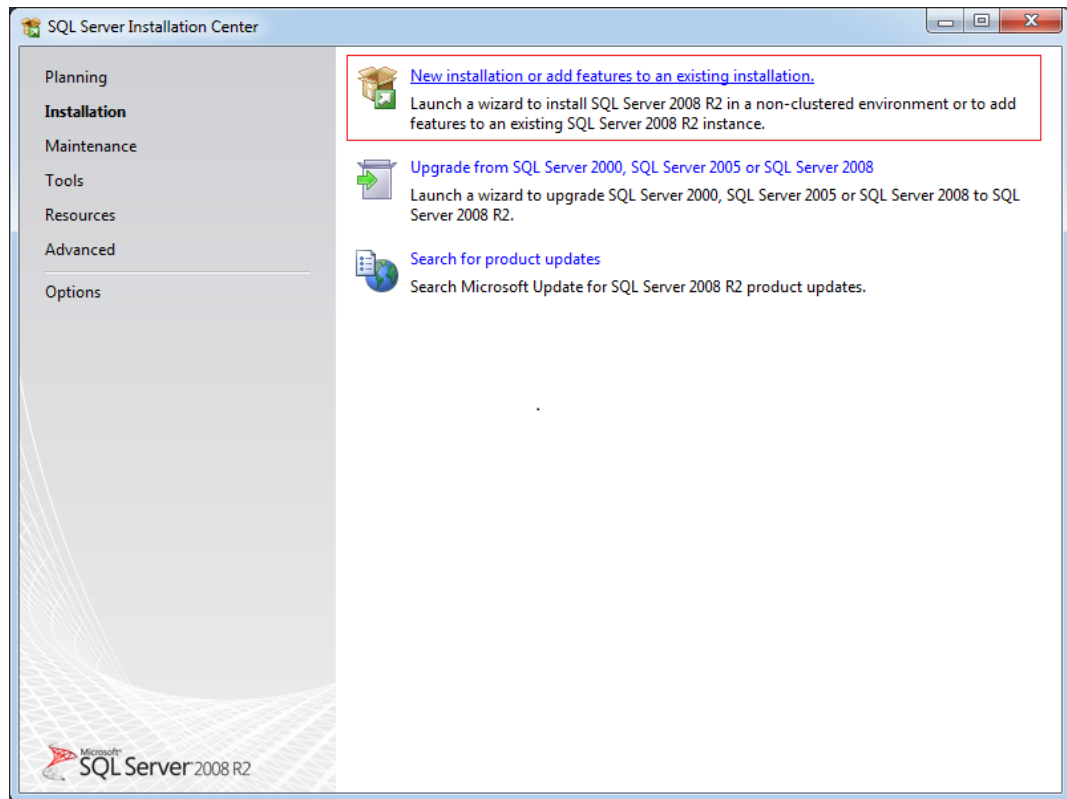 SQL Server Installation Center
Planning
Installation
Maintenance
Tools
Resources
Advanced
Options
New installation or add features to an existing installation.
Launch a wizard to install SQL Server 2008 R2 in a non-clustered environment or to add
features to an existing SQL Server 2008 R2 instance.
Upgrade from SQL Server 2000, SQL Server 2005 or SQL Server 2008
Launch a wizard to upgrade SQL Server 2000, SQL Server 2005 or SQL Server 2008 to SQL
Server 2008 R2.
Search for product updates
Search Microsoft Update for SQL Server 2008 R2 product updates.
Microsoft
SQL Server 2008 R2